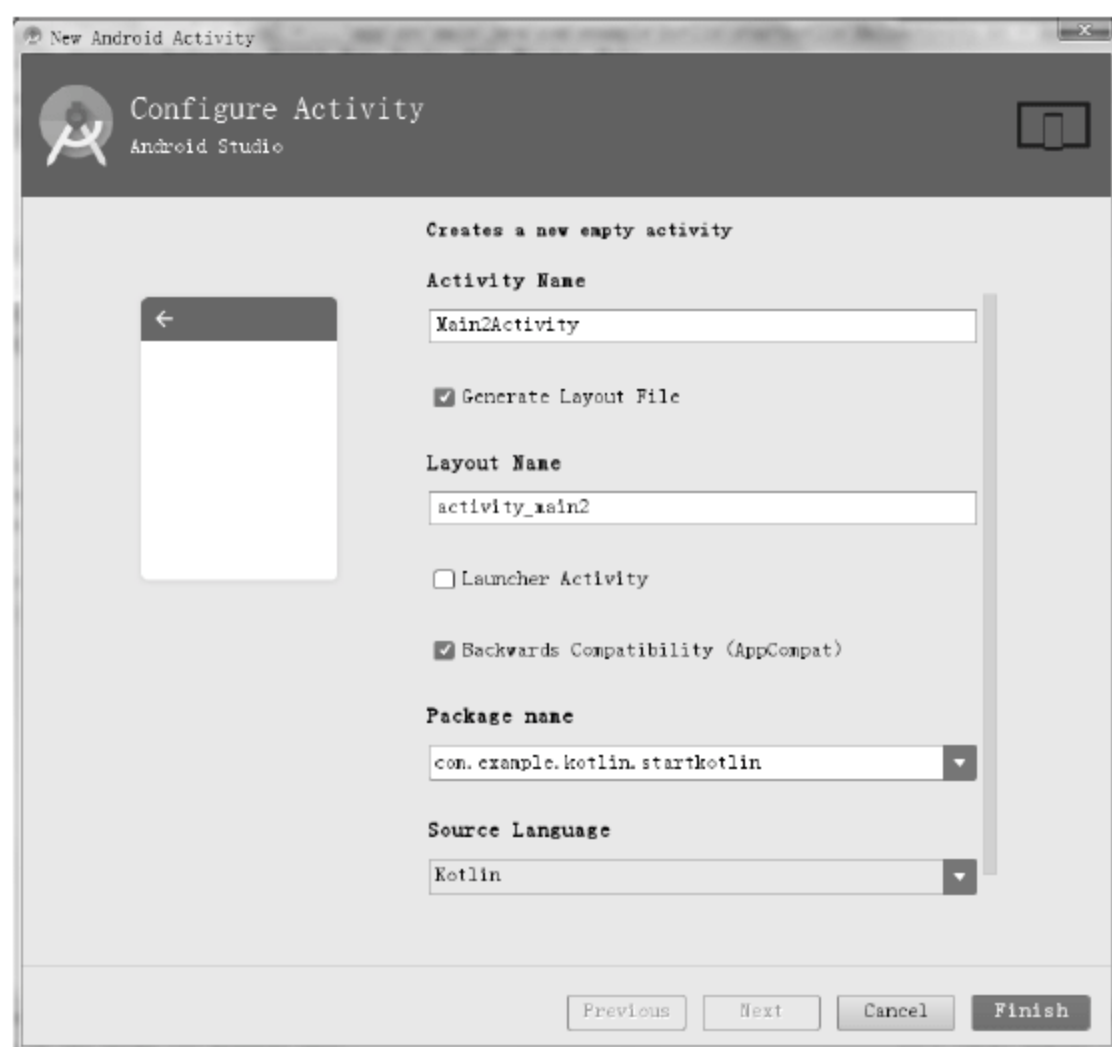 New Android Activity
Configure Activity
Android Studio
Creates a new empty activity
Activity Name
Main2Activity
Generate Layout File
Layout Name
activity_main2
Launcher Activity
Backwards Compatibility (AppCompat)
Package name
com.example.kotlin.startkotlin
Source Language
Kotlin
Previous Next Cancel Finish